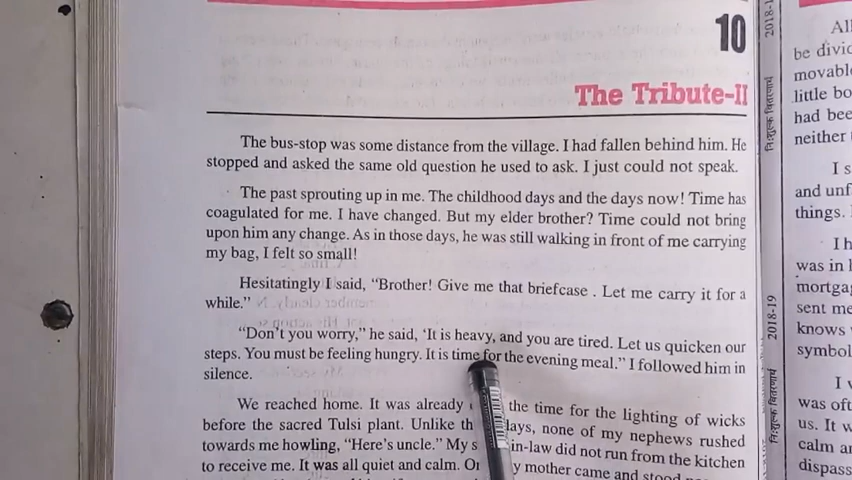 10
The Tribute-II
The bus-stop was some distance from the village. I had fallen behind him. He
stopped and asked the same old question he used to ask. I just could not speak.
The past sprouting up in me. The childhood days and the days now! Time has
coagulated for me. I have changed. But my elder brother? Time could not bring
upon him any change. As in those days, he was still walking in front of me carrying
my bag, I felt so small!
Hesitatingly I said, “Brother! Give me that briefcase . Let me carry it for a
while.”
“Don't you worry,” he said, ‘It is heavy, and you are tired. Let us quicken our
steps. You must be feeling hungry. It is time for the evening meal.” I followed him in
silence.
We reached home. It was already the time for the lighting of wicks
before the sacred Tulsi plant. Unlike lays, none of my nephews rushed
towards me howling, “Here's uncle.” My in-law did not run from the kitchen
to receive me. It was all quiet and calm. my mother came and stood
2018-19
निःशुल्क वितरणार्थ
2018-19
निःशुल्क वितरणार्थ
All
be divid
movable
little bo
had bee
neither
I s
and unf
things.
I h
was in
mortga
sent me
knows
symbol
I
was oft
us. It w
calm a
dispass